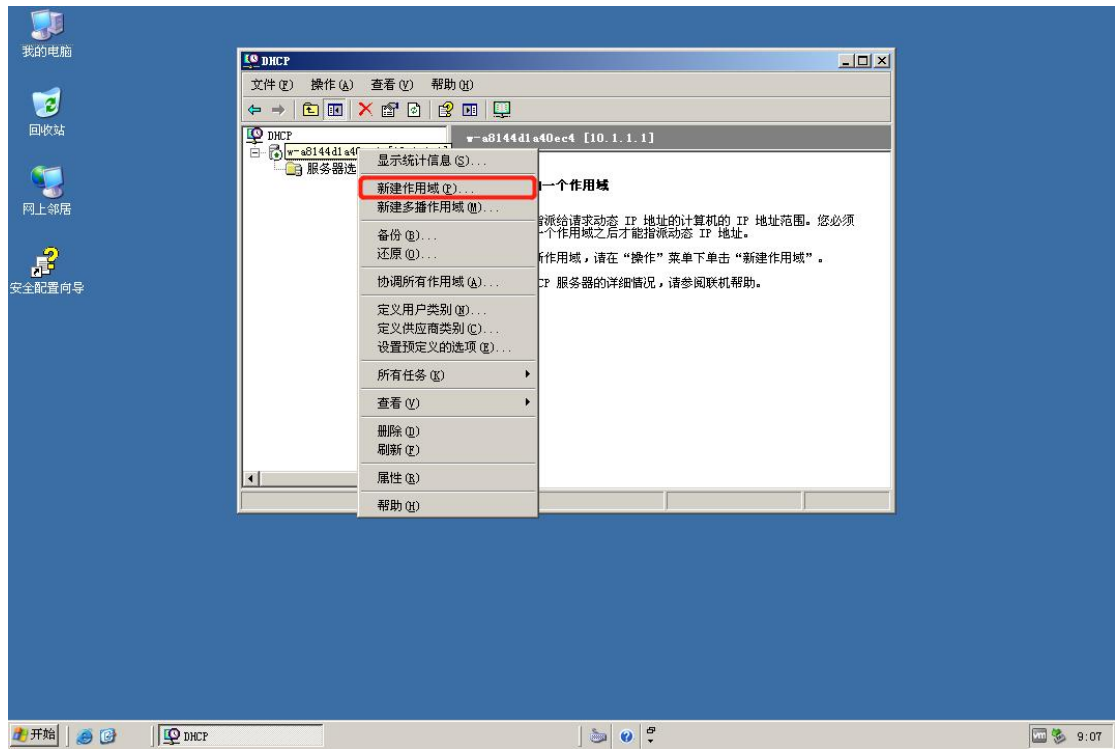 我的电脑
回收站
网上邻居
安全配置向导
DHCP
文件(F) 操作(A) 查看(V) 帮助(H)
DHCP
w-a8144d1a40ec4 [10.1.1.1]
w-a8144d1a40
服务器选
显示统计信息(S)...
新建作用域(P)...
新建多播作用域(M)...
备份(B)...
还原(O)...
协调所有作用域(A)...
定义用户类别(N)...
定义供应商类别(C)...
设置预定义的选项(E)...
所有任务(K)
查看(V)
删除(D)
刷新(F)
属性(R)
帮助(H)
一个作用域
指派给请求动态 IP 地址的计算机的 IP 地址范围。您必须
个作用域之后才能指派动态 IP 地址。
作用域,请在“操作”菜单下单击“新建作用域”。
CP 服务器的详细情况,请参阅联机帮助。
开始
DHCP
9:07